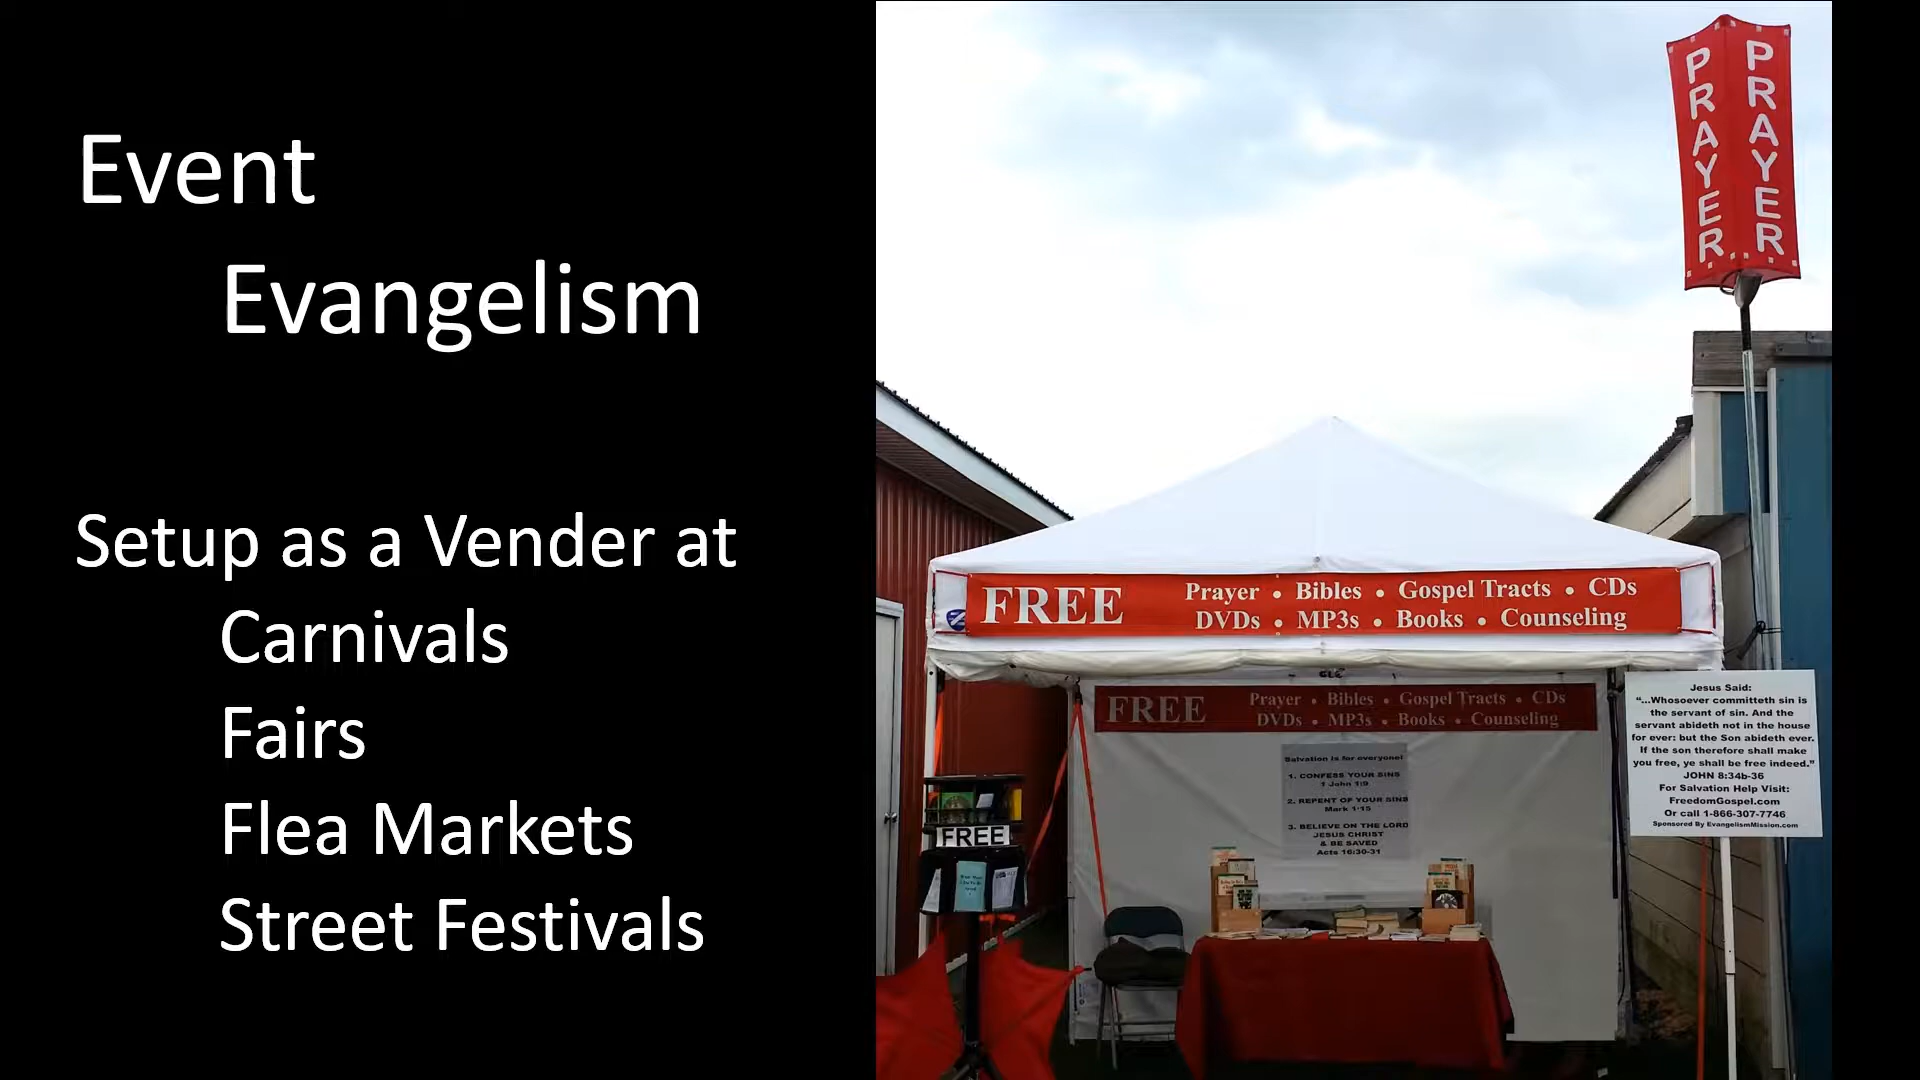 Event
Evangelism
Setup as a Vender at
Carnivals
Fairs
Flea Markets
Street Festivals
PRAYER
PRAYER
FREE
Prayer • Bibles • Gospel Tracts • CDs
DVDs • MP3s • Books • Counseling
FREE
Prayer • Bibles • Gospel Tracts • CDs
DVDs • MP3s • Books • Counseling
Salvation is for everyone!
1. CONFESS YOUR SINS
1 John 1:9
2. REPENT OF YOUR SINS
Mark 1:15
3. BELIEVE ON THE LORD
JESUS CHRIST
& BE SAVED
Acts 16:30-31
FREE
Jesus Said:
"...Whosoever committeth sin is
the servant of sin. And the
servant abideth not in the house
for ever: but the Son abideth ever.
If the son therefore shall make
you free, ye shall be free indeed."
JOHN 8:34b-36
For Salvation Help Visit:
FreedomGospel.com
Or call 1-866-307-7746
Sponsored By EvangelismMission.com